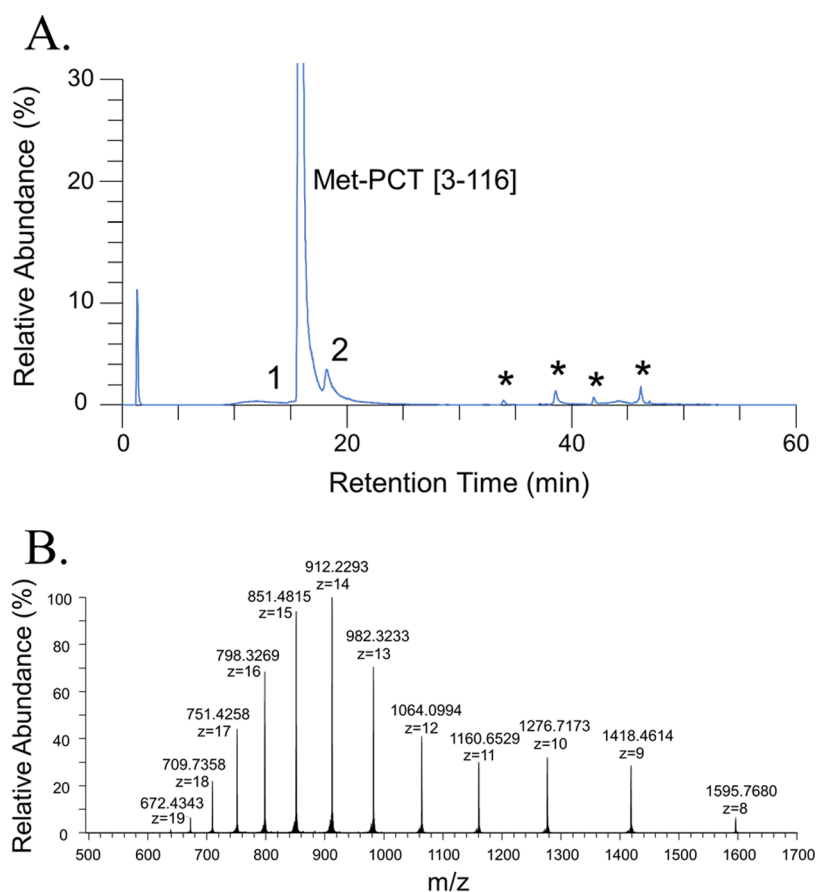 A.
Relative Abundance (%)
30
20
10
0
Met-PCT [3-116]
1
2
*
*
*
*
0
20
40
60
Retention Time (min)
B.
Relative Abundance (%)
100
80
60
40
20
0
672.4343
z=19
709.7358
z=18
751.4258
z=17
798.3269
z=16
851.4815
z=15
912.2293
z=14
982.3233
z=13
1064.0994
z=12
1160.6529
z=11
1276.7173
z=10
1418.4614
z=9
1595.7680
z=8
500 600 700 800 900 1000 1100 1200 1300 1400 1500 1600 1700
m/z